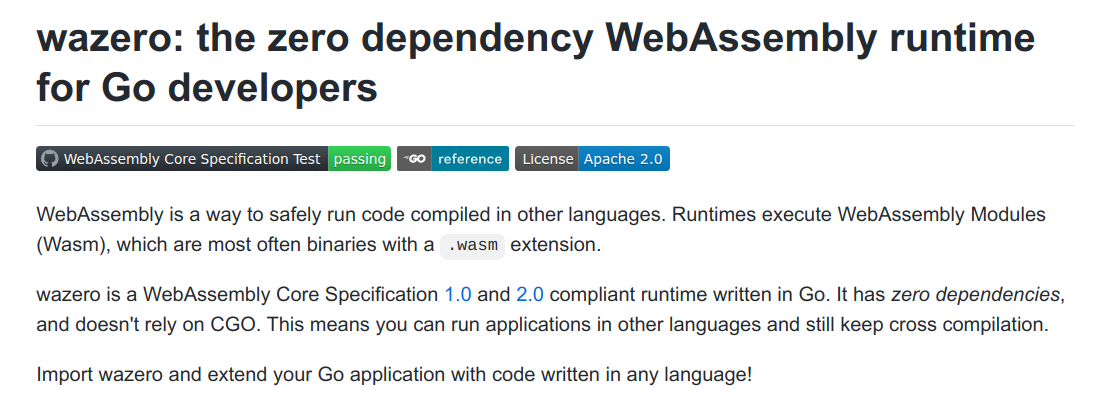 wazero: the zero dependency WebAssembly runtime
for Go developers
WebAssembly Core Specification Test passing GO reference License Apache 2.0
WebAssembly is a way to safely run code compiled in other languages. Runtimes execute WebAssembly Modules
(Wasm), which are most often binaries with a .wasm extension.
wazero is a WebAssembly Core Specification 1.0 and 2.0 compliant runtime written in Go. It has zero dependencies,
and doesn't rely on CGO. This means you can run applications in other languages and still keep cross compilation.
Import wazero and extend your Go application with code written in any language!